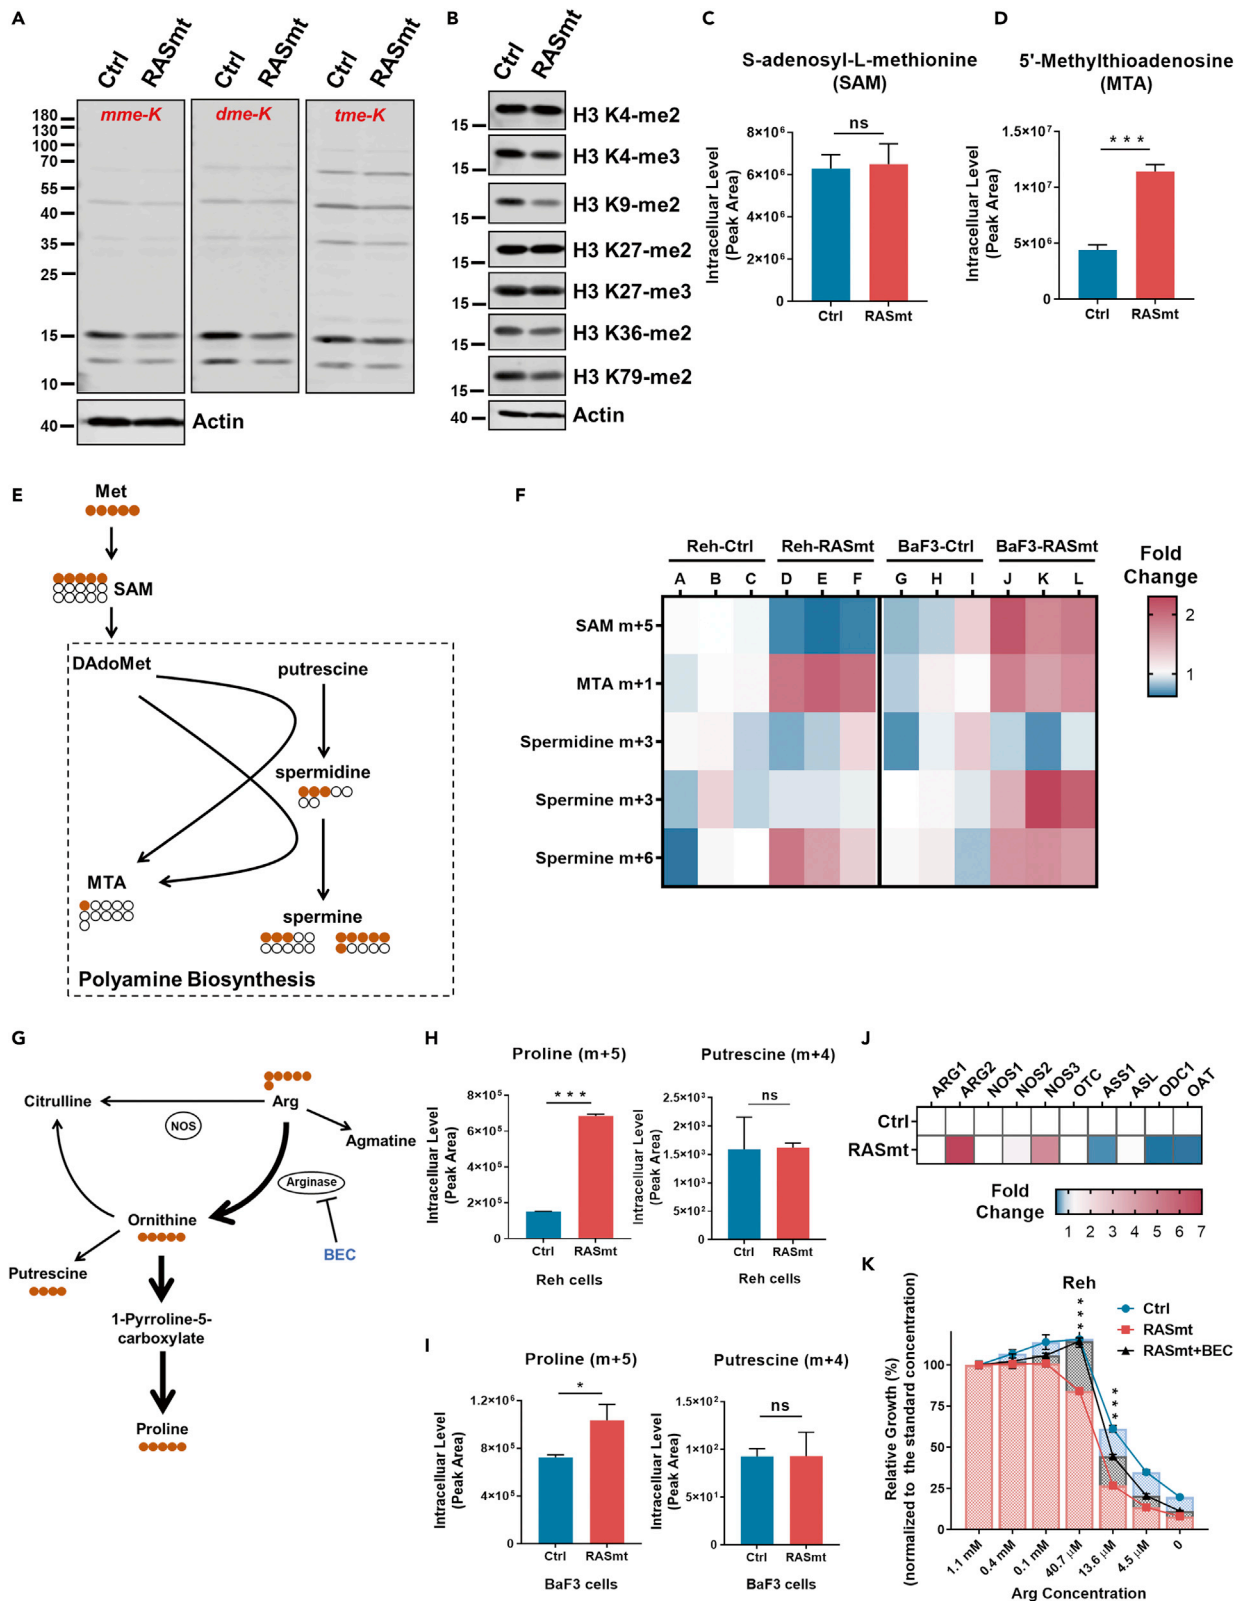 A
Ctrl
RASmt
Ctrl
RASmt
Ctrl
RASmt
mme-K
dme-K
tme-K
180
130
100
70
55
40
35
25
15
10
40
Actin
B
Ctrl
RASmt
15
H3 K4-me2
15
H3 K4-me3
15
H3 K9-me2
15
H3 K27-me2
15
H3 K27-me3
15
H3 K36-me2
15
H3 K79-me2
40
Actin
C
S-adenosyl-L-methionine
(SAM)
Intracelluar Level
(Peak Area)
8×10⁶
6×10⁶
4×10⁶
2×10⁶
0
ns
Ctrl
RASmt
D
5'-Methylthioadenosine
(MTA)
Intracelluar Level
(Peak Area)
1.5×10⁷
1×10⁷
5×10⁶
0
***
Ctrl
RASmt
E
Met
SAM
DAdoMet
putrescine
spermidine
MTA
spermine
Polyamine Biosynthesis
F
Reh-Ctrl
Reh-RASmt
BaF3-Ctrl
BaF3-RASmt
A B C D E F G H I J K L
SAM m+5
MTA m+1
Spermidine m+3
Spermine m+3
Spermine m+6
Fold
Change
2
1
G
Citrulline
NOS
Arg
Agmatine
Arginase
Ornithine
BEC
Putrescine
1-Pyrroline-5-
carboxylate
Proline
H
Proline (m+5)
Intracelluar Level
(Peak Area)
8×10⁵
6×10⁵
4×10⁵
2×10⁵
0
***
Ctrl
RASmt
Reh cells
Putrescine (m+4)
Intracelluar Level
(Peak Area)
2.5×10³
2×10³
1.5×10³
1×10³
5×10²
0
ns
Ctrl
RASmt
Reh cells
I
Proline (m+5)
Intracelluar Level
(Peak Area)
1.2×10⁶
8×10⁵
4×10⁵
0
*
Ctrl
RASmt
BaF3 cells
Putrescine (m+4)
Intracelluar Level
(Peak Area)
1.5×10²
1×10²
5×10¹
0
ns
Ctrl
RASmt
BaF3 cells
J
ARG1
ARG2
NOS1
NOS2
NOS3
OTC
ASS1
ASL
ODC1
OAT
Ctrl
RASmt
Fold
Change
1 2 3 4 5 6 7
K
Reh
Ctrl
RASmt
RASmt+BEC
***
***
Relative Growth (%)
(normalized to the standard concentration)
100
75
50
25
0
1.1 mM
0.4 mM
0.1 mM
40.7 μM
13.6 μM
4.5 μM
0
Arg Concentration